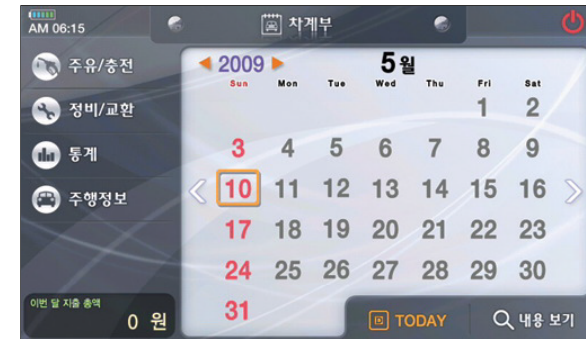 AM 06:15
차계부
주유/충전
정비/교환
통계
주행정보
이번 달 지출 총액
0 원
2009
5월
Sun Mon Tue Wed Thu Fri Sat
1 2
3 4 5 6 7 8 9
10 11 12 13 14 15 16
17 18 19 20 21 22 23
24 25 26 27 28 29 30
31
TODAY
내용 보기